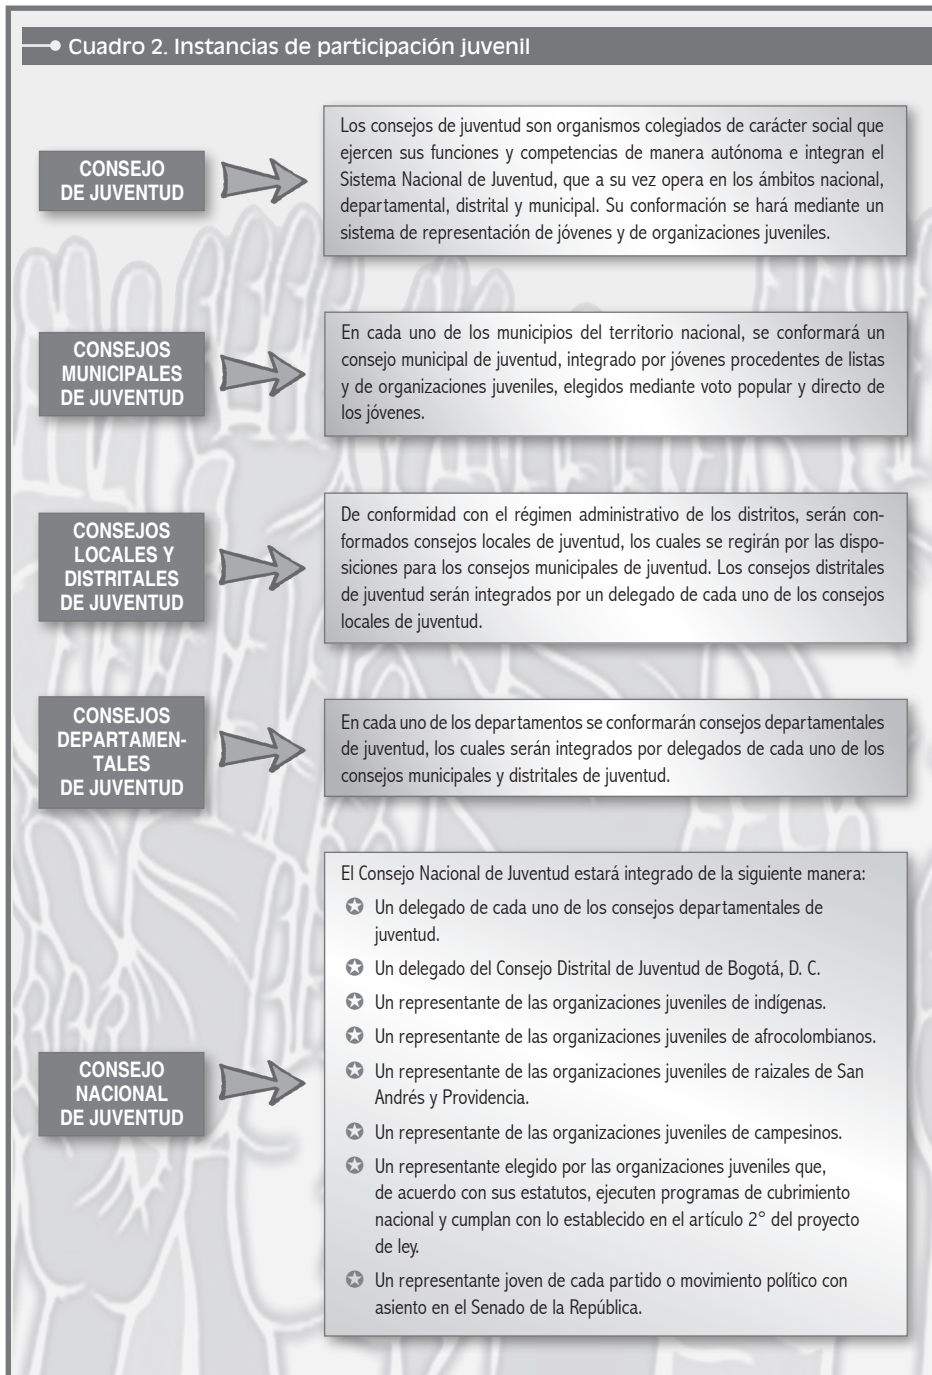 Cuadro 2. Instancias de participación juvenil
CONSEJO
DE JUVENTUD
Los consejos de juventud son organismos colegiados de carácter social que
ejercen sus funciones y competencias de manera autónoma e integran el
Sistema Nacional de Juventud, que a su vez opera en los ámbitos nacional,
departamental, distrital y municipal. Su conformación se hará mediante un
sistema de representación de jóvenes y de organizaciones juveniles.
CONSEJOS
MUNICIPALES
DE JUVENTUD
En cada uno de los municipios del territorio nacional, se conformará un
consejo municipal de juventud, integrado por jóvenes procedentes de listas
y de organizaciones juveniles, elegidos mediante voto popular y directo de
los jóvenes.
CONSEJOS
LOCALES Y
DISTRITALES
DE JUVENTUD
De conformidad con el régimen administrativo de los distritos, serán con-
formados consejos locales de juventud, los cuales se regirán por las dispo-
siciones para los consejos municipales de juventud. Los consejos distritales
de juventud serán integrados por un delegado de cada uno de los consejos
locales de juventud.
CONSEJOS
DEPARTAMEN-
TALES
DE JUVENTUD
En cada uno de los departamentos se conformarán consejos departamentales
de juventud, los cuales serán integrados por delegados de cada uno de los
consejos municipales y distritales de juventud.
CONSEJO
NACIONAL
DE JUVENTUD
El Consejo Nacional de Juventud estará integrado de la siguiente manera:
Un delegado de cada uno de los consejos departamentales de
juventud.
Un delegado del Consejo Distrital de Juventud de Bogotá, D. C.
Un representante de las organizaciones juveniles de indígenas.
Un representante de las organizaciones juveniles de afrocolombianos.
Un representante de las organizaciones juveniles de raizales de San
Andrés y Providencia.
Un representante de las organizaciones juveniles de campesinos.
Un representante elegido por las organizaciones juveniles que,
de acuerdo con sus estatutos, ejecuten programas de cubrimiento
nacional y cumplan con lo establecido en el artículo 2° del proyecto
de ley.
Un representante joven de cada partido o movimiento político con
asiento en el Senado de la República.